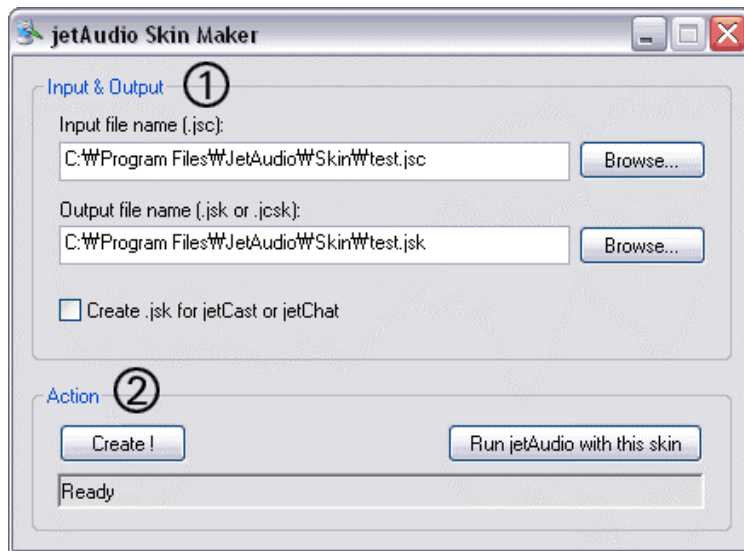 jetAudio Skin Maker
Input & Output ①
Input file name (.jsc):
C:₩Program Files₩JetAudio₩Skin₩test.jsc
Browse...
Output file name (.jsk or .jcsk):
C:₩Program Files₩JetAudio₩Skin₩test.jsk
Browse...
Create .jsk for jetCast or jetChat
Action ②
Create !
Run jetAudio with this skin
Ready